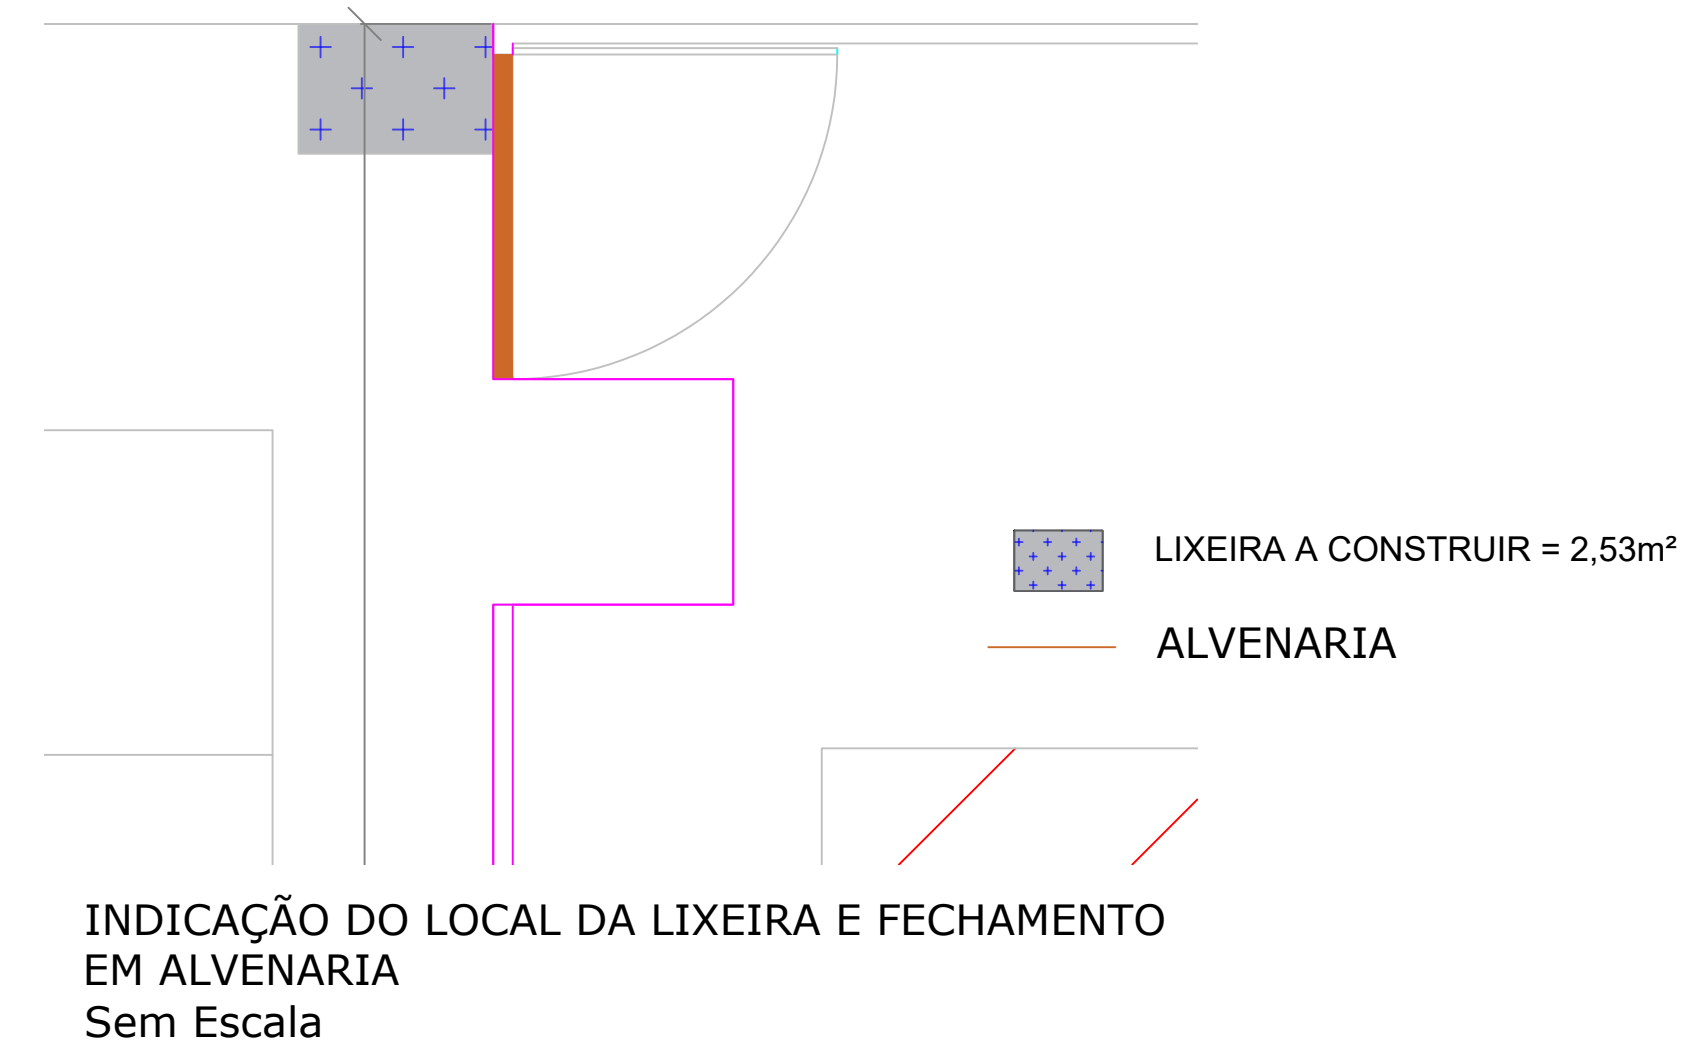 LIXEIRA A CONSTRUIR = 2,53m²
ALVENARIA
INDICAÇÃO DO LOCAL DA LIXEIRA E FECHAMENTO
EM ALVENARIA
Sem Escala